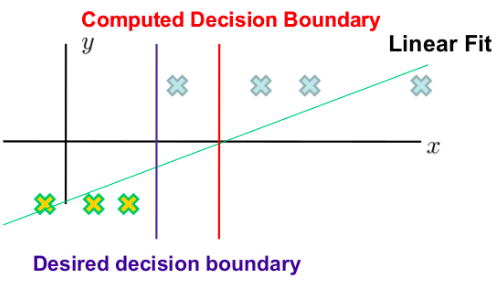 Computed Decision Boundary
y
Linear Fit
x
Desired decision boundary